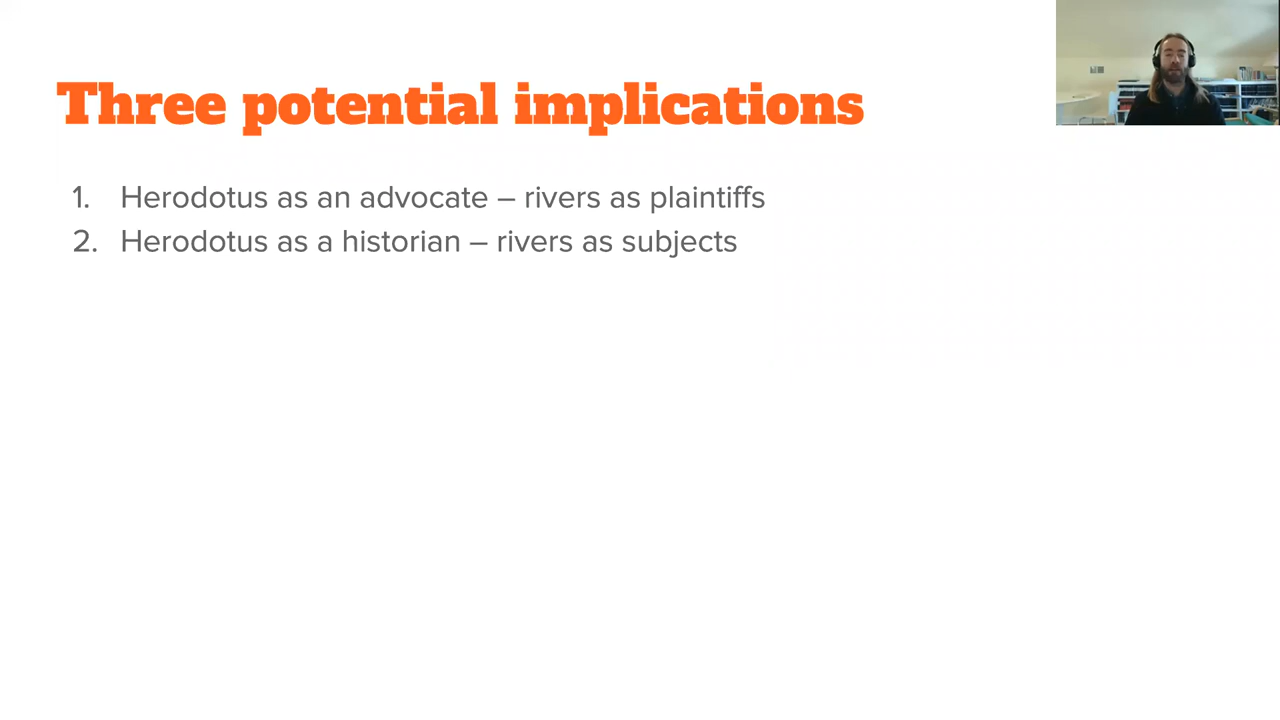 Three potential implications
1. Herodotus as an advocate – rivers as plaintiffs
2. Herodotus as a historian – rivers as subjects